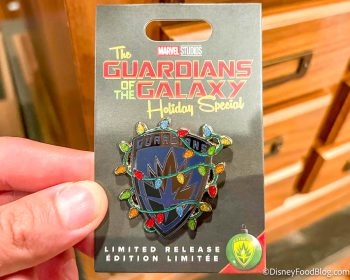 MARVEL STUDIOS
The
GUARDIANS
OF THE GALAXY
Holiday Special
LIMITED RELEASE
ÉDITION LIMITÉE
©DisneyFoodBlog.com